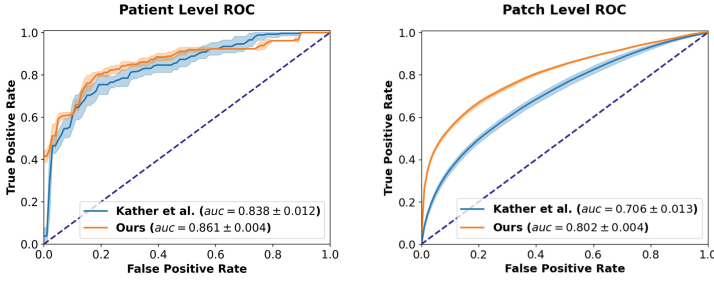 Patient Level ROC
1.0
0.8
0.6
0.4
0.2
0.0
True Positive Rate
Kather et al. (auc = 0.838 ± 0.012)
Ours (auc = 0.861 ± 0.004)
0.0 0.2 0.4 0.6 0.8 1.0
False Positive Rate
Patch Level ROC
1.0
0.8
0.6
0.4
0.2
0.0
True Positive Rate
Kather et al. (auc = 0.706 ± 0.013)
Ours (auc = 0.802 ± 0.004)
0.0 0.2 0.4 0.6 0.8 1.0
False Positive Rate